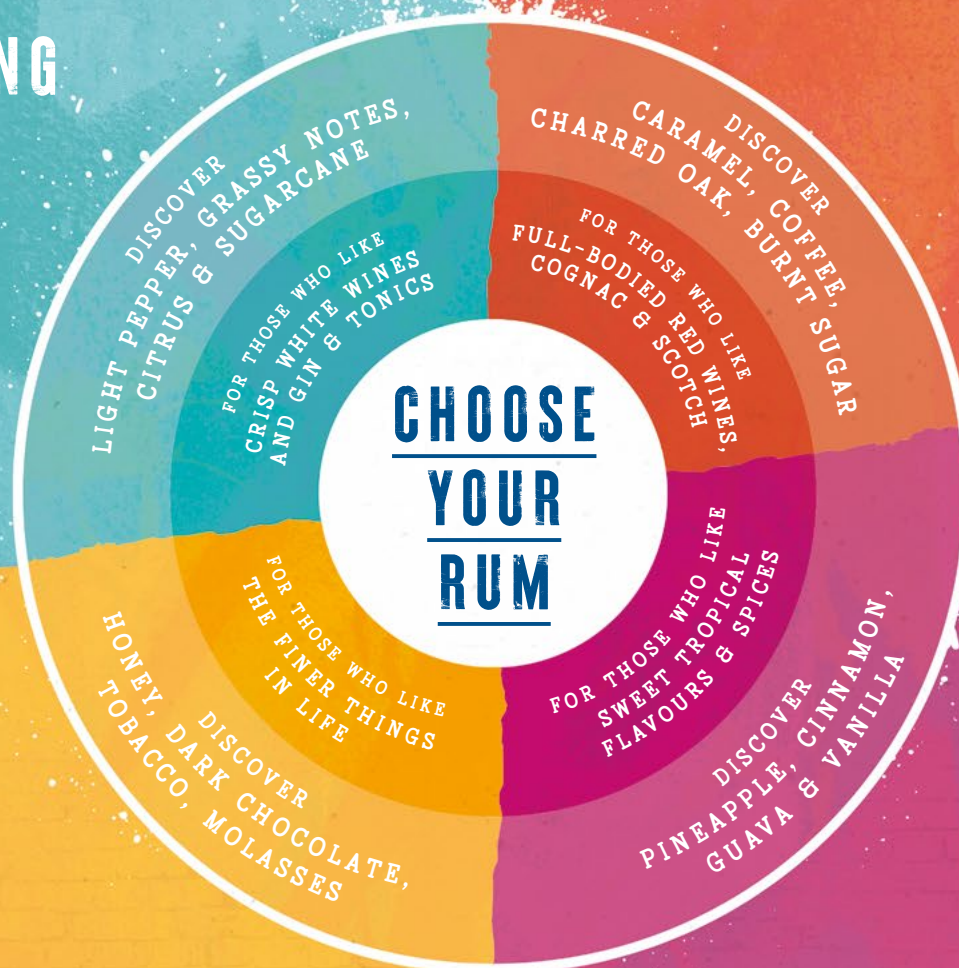 NG
DISCOVER
LIGHT PEPPER, GRASSY NOTES,
CITRUS & SUGARCANE
FOR THOSE WHO LIKE
CRISP WHITE WINES
AND GIN & TONICS
DISCOVER
CARAMEL, COFFEE,
CHARRED OAK, BURNT SUGAR
FOR THOSE WHO LIKE
FULL-BODIED RED WINES,
COGNAC & SCOTCH
CHOOSE
YOUR
RUM
FOR THOSE WHO LIKE
THE FINER THINGS
IN LIFE
DISCOVER
HONEY, DARK CHOCOLATE,
TOBACCO, MOLASSES
FOR THOSE WHO LIKE
SWEET TROPICAL
FLAVOURS & SPICES
DISCOVER
PINEAPPLE, CINNAMON,
GUAVA & VANILLA